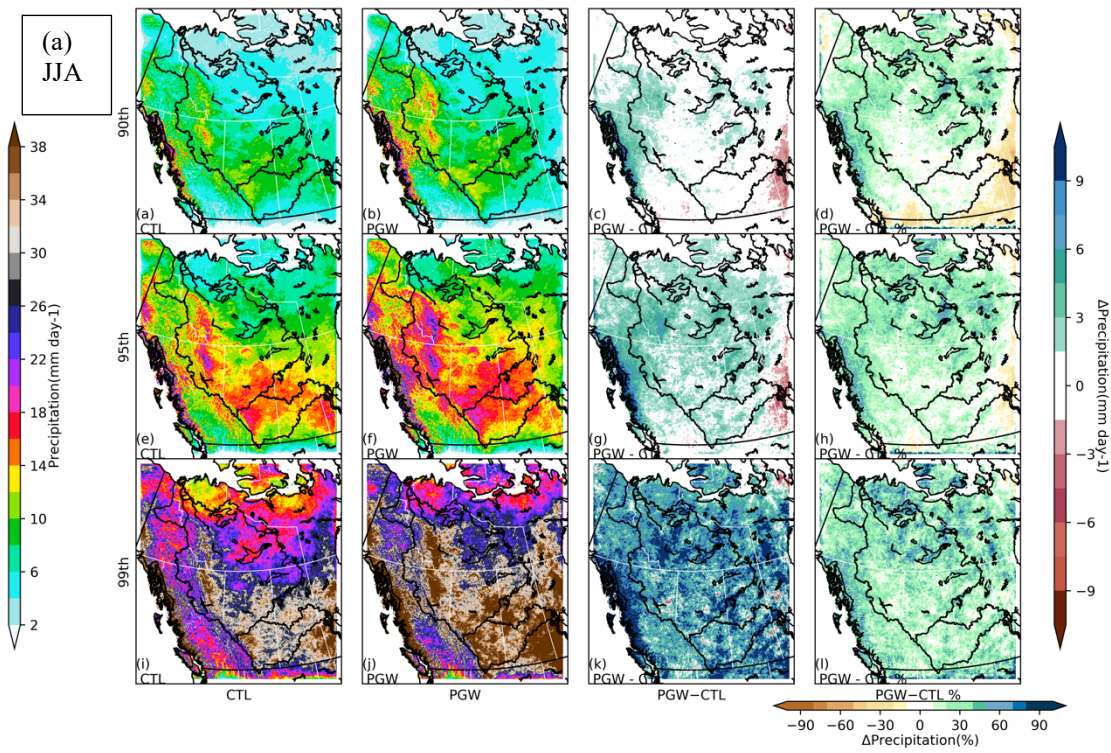 (a)
JJA
90th
(a)
CTL
(b)
PGW
(c)
PGW - CTL
(d)
PGW - CTL %
95th
(e)
CTL
(f)
PGW
(g)
PGW - CTL
(h)
PGW - CTL %
99th
(i)
CTL
(j)
PGW
(k)
PGW - CTL
(l)
PGW - CTL %
CTL
PGW
PGW−CTL
PGW−CTL %
38
34
30
26
22
18
14
10
6
2
Precipitation(mm day-1)
9
6
3
0
−3
−6
−9
ΔPrecipitation(mm day-1)
−90 −60 −30 0 30 60 90
ΔPrecipitation(%)